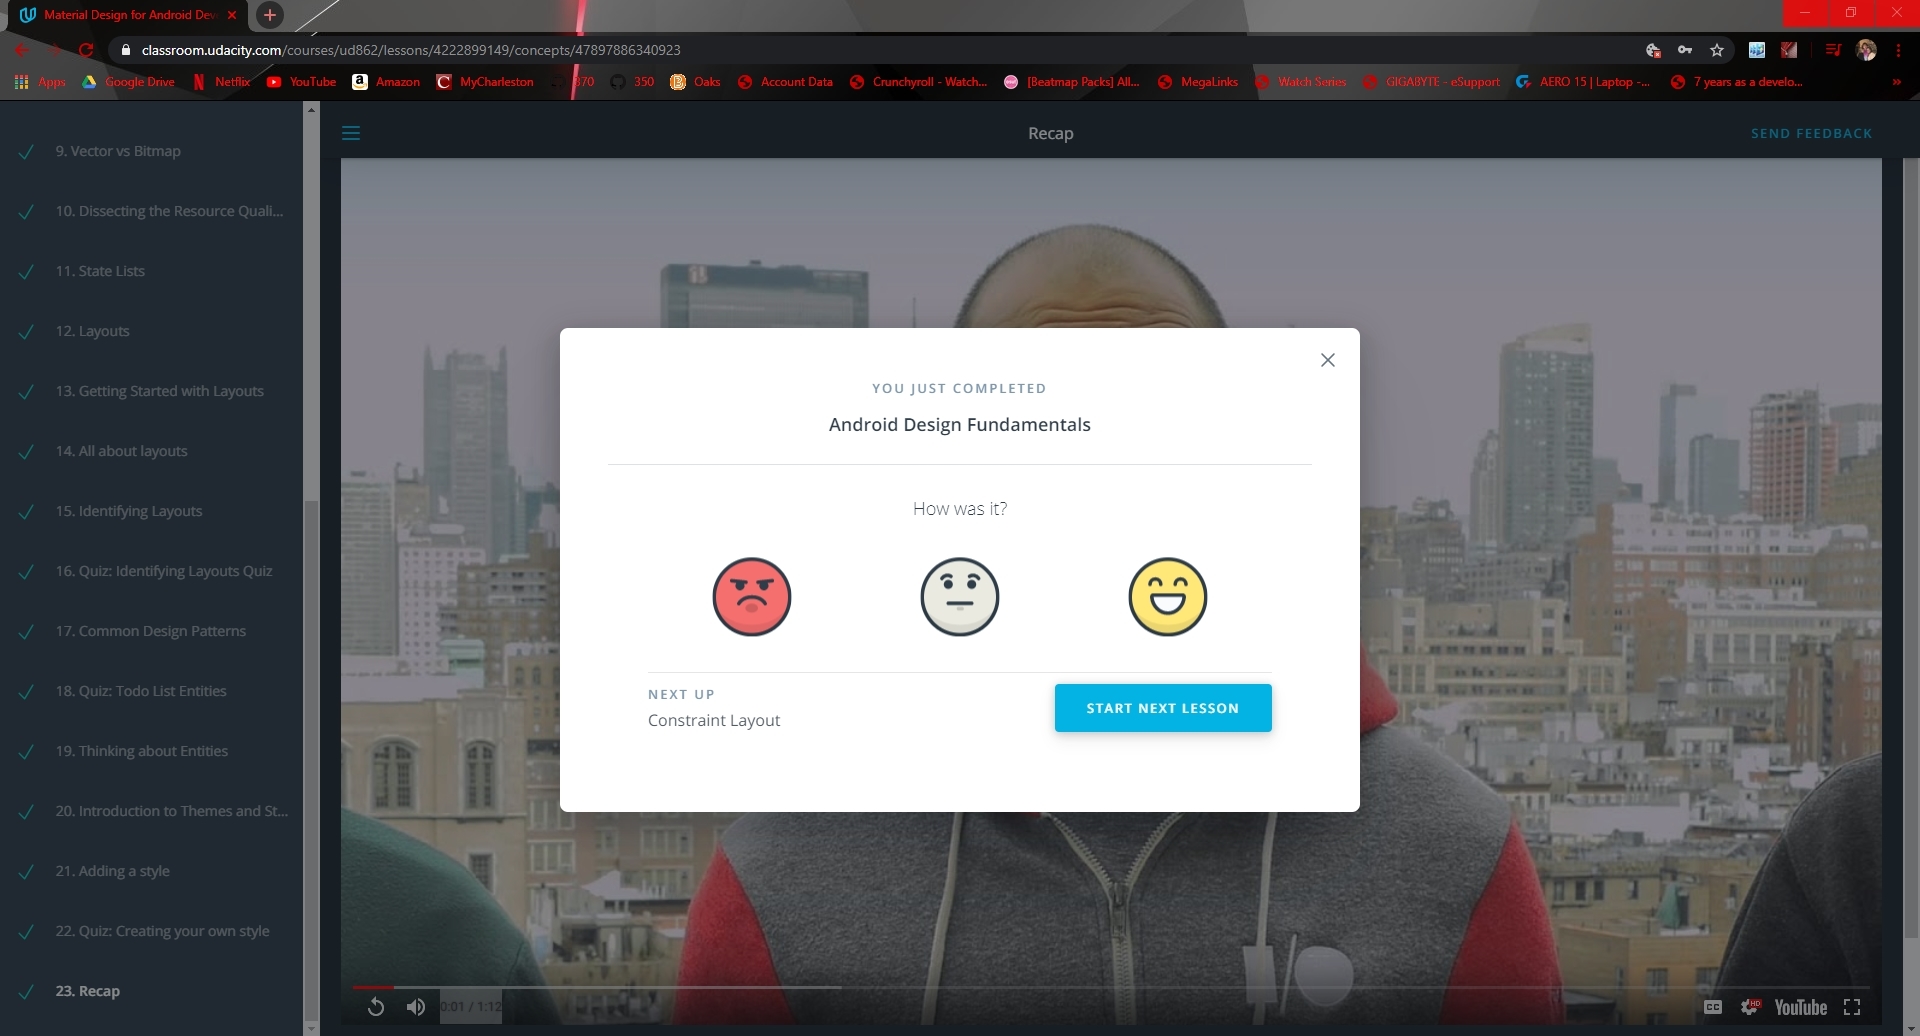 Material Design for Android Dev
classroom.udacity.com/courses/ud862/lessons/4222899149/concepts/47897886340923
Apps Google Drive Netflix YouTube Amazon MyCharleston 370 350 Oaks Account Data Crunchyroll - Watch... [Beatmap Packs] All... MegaLinks Watch Series GIGABYTE - eSupport AERO 15 | Laptop -... 7 years as a develo... »
Recap
SEND FEEDBACK
9. Vector vs Bitmap
10. Dissecting the Resource Quali...
11. State Lists
12. Layouts
13. Getting Started with Layouts
14. All about layouts
15. Identifying Layouts
16. Quiz: Identifying Layouts Quiz
17. Common Design Patterns
18. Quiz: Todo List Entities
19. Thinking about Entities
20. Introduction to Themes and St...
21. Adding a style
22. Quiz: Creating your own style
23. Recap
YOU JUST COMPLETED
Android Design Fundamentals
How was it?
NEXT UP
Constraint Layout
START NEXT LESSON
0:01 / 1:12
CC HD YouTube